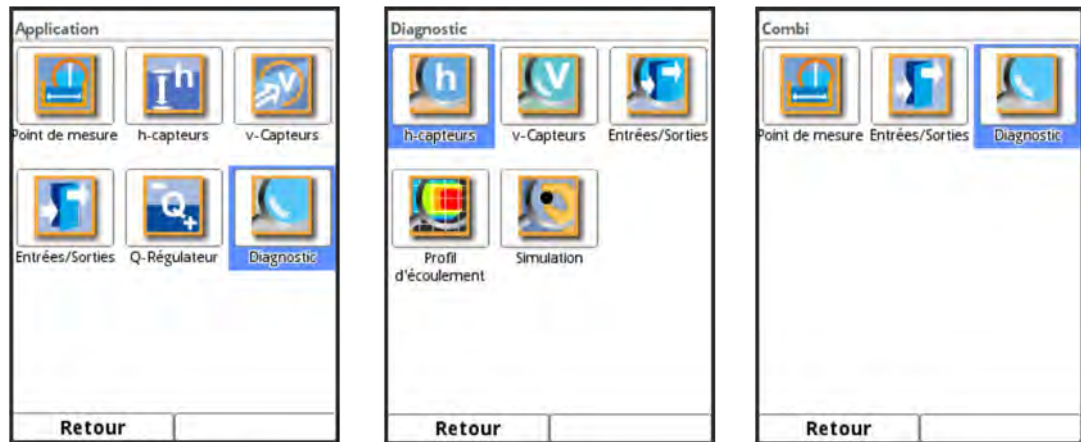 Application
Point de mesure h-capteurs v-Capteurs
Entrées/Sorties Q-Régulateur Diagnostic
Retour
Diagnostic
h-capteurs v-Capteurs Entrées/Sorties
Profil
d'écoulement Simulation
Retour
Combi
Point de mesure Entrées/Sorties Diagnostic
Retour